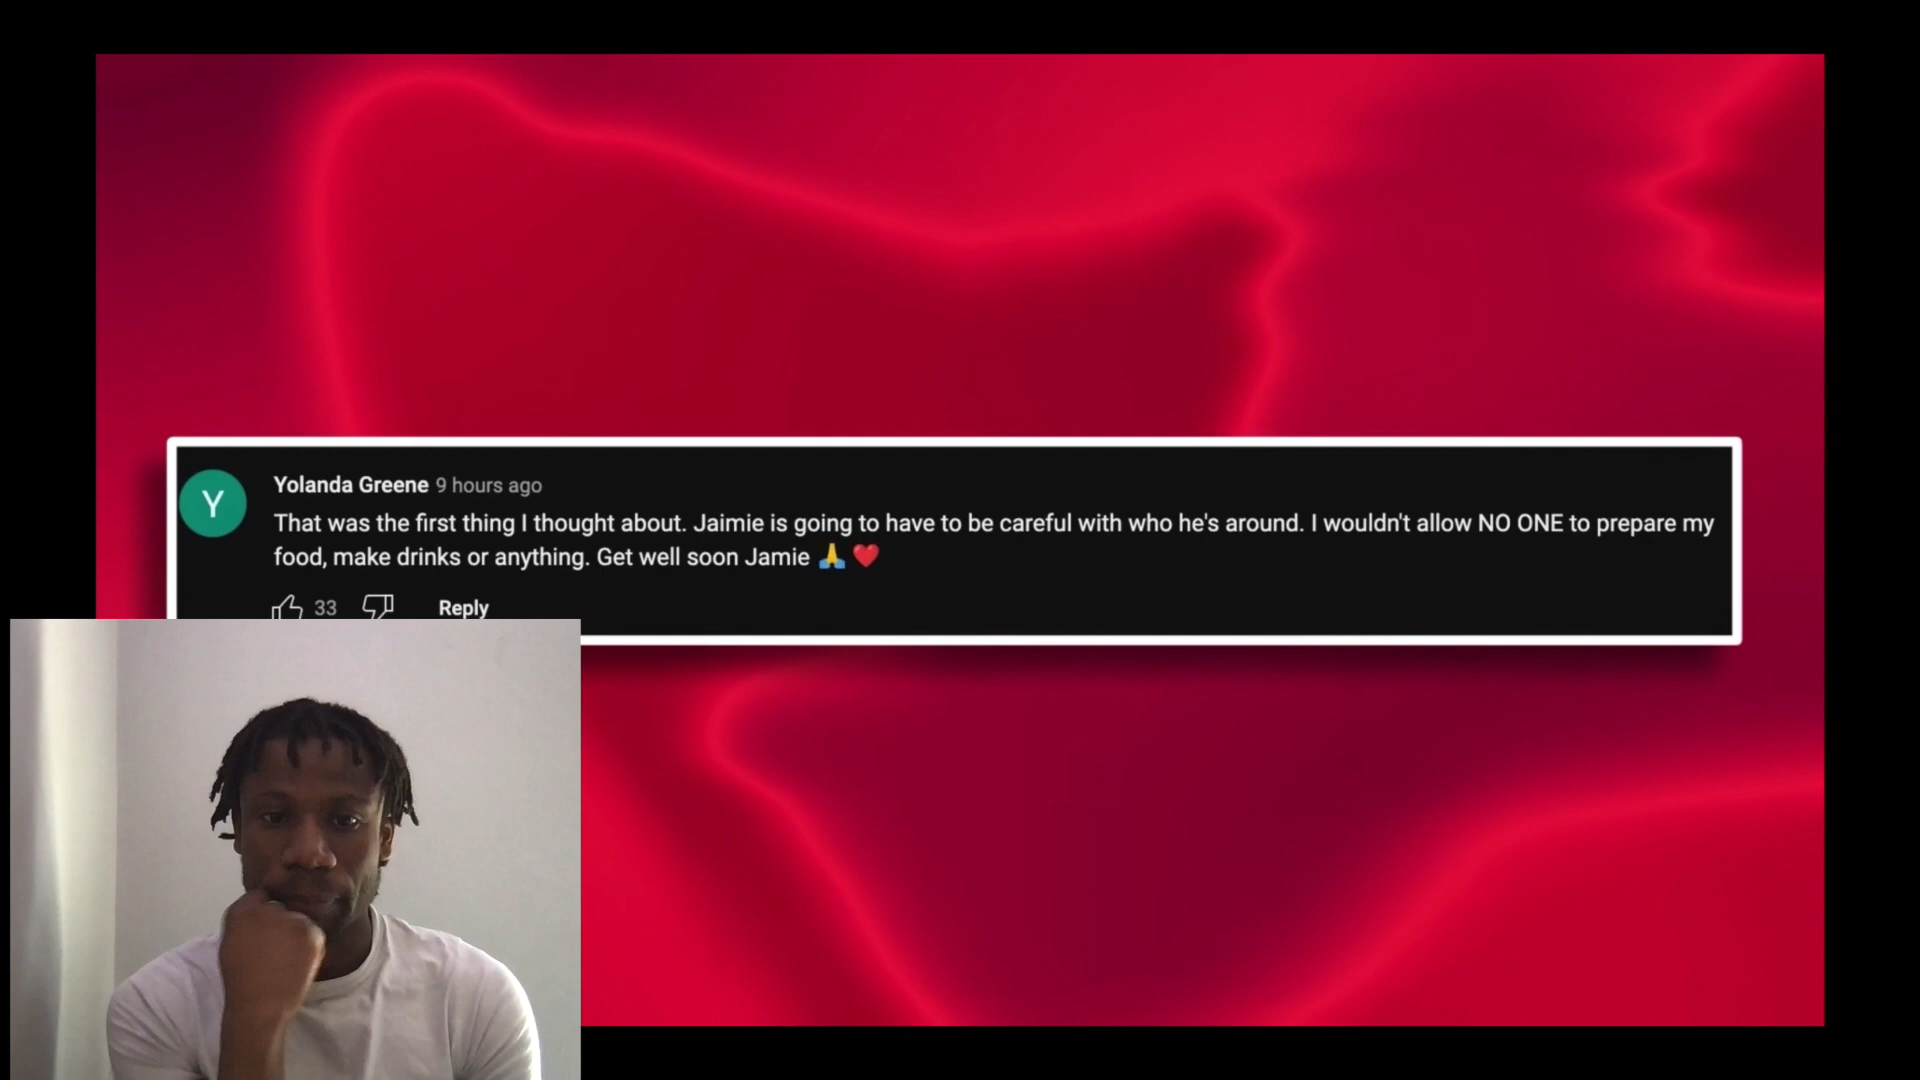 Y
Yolanda Greene 9 hours ago
That was the first thing I thought about. Jaimie is going to have to be careful with who he's around. I wouldn't allow NO ONE to prepare my
food, make drinks or anything. Get well soon Jamie 🙏 ❤️
33 Reply